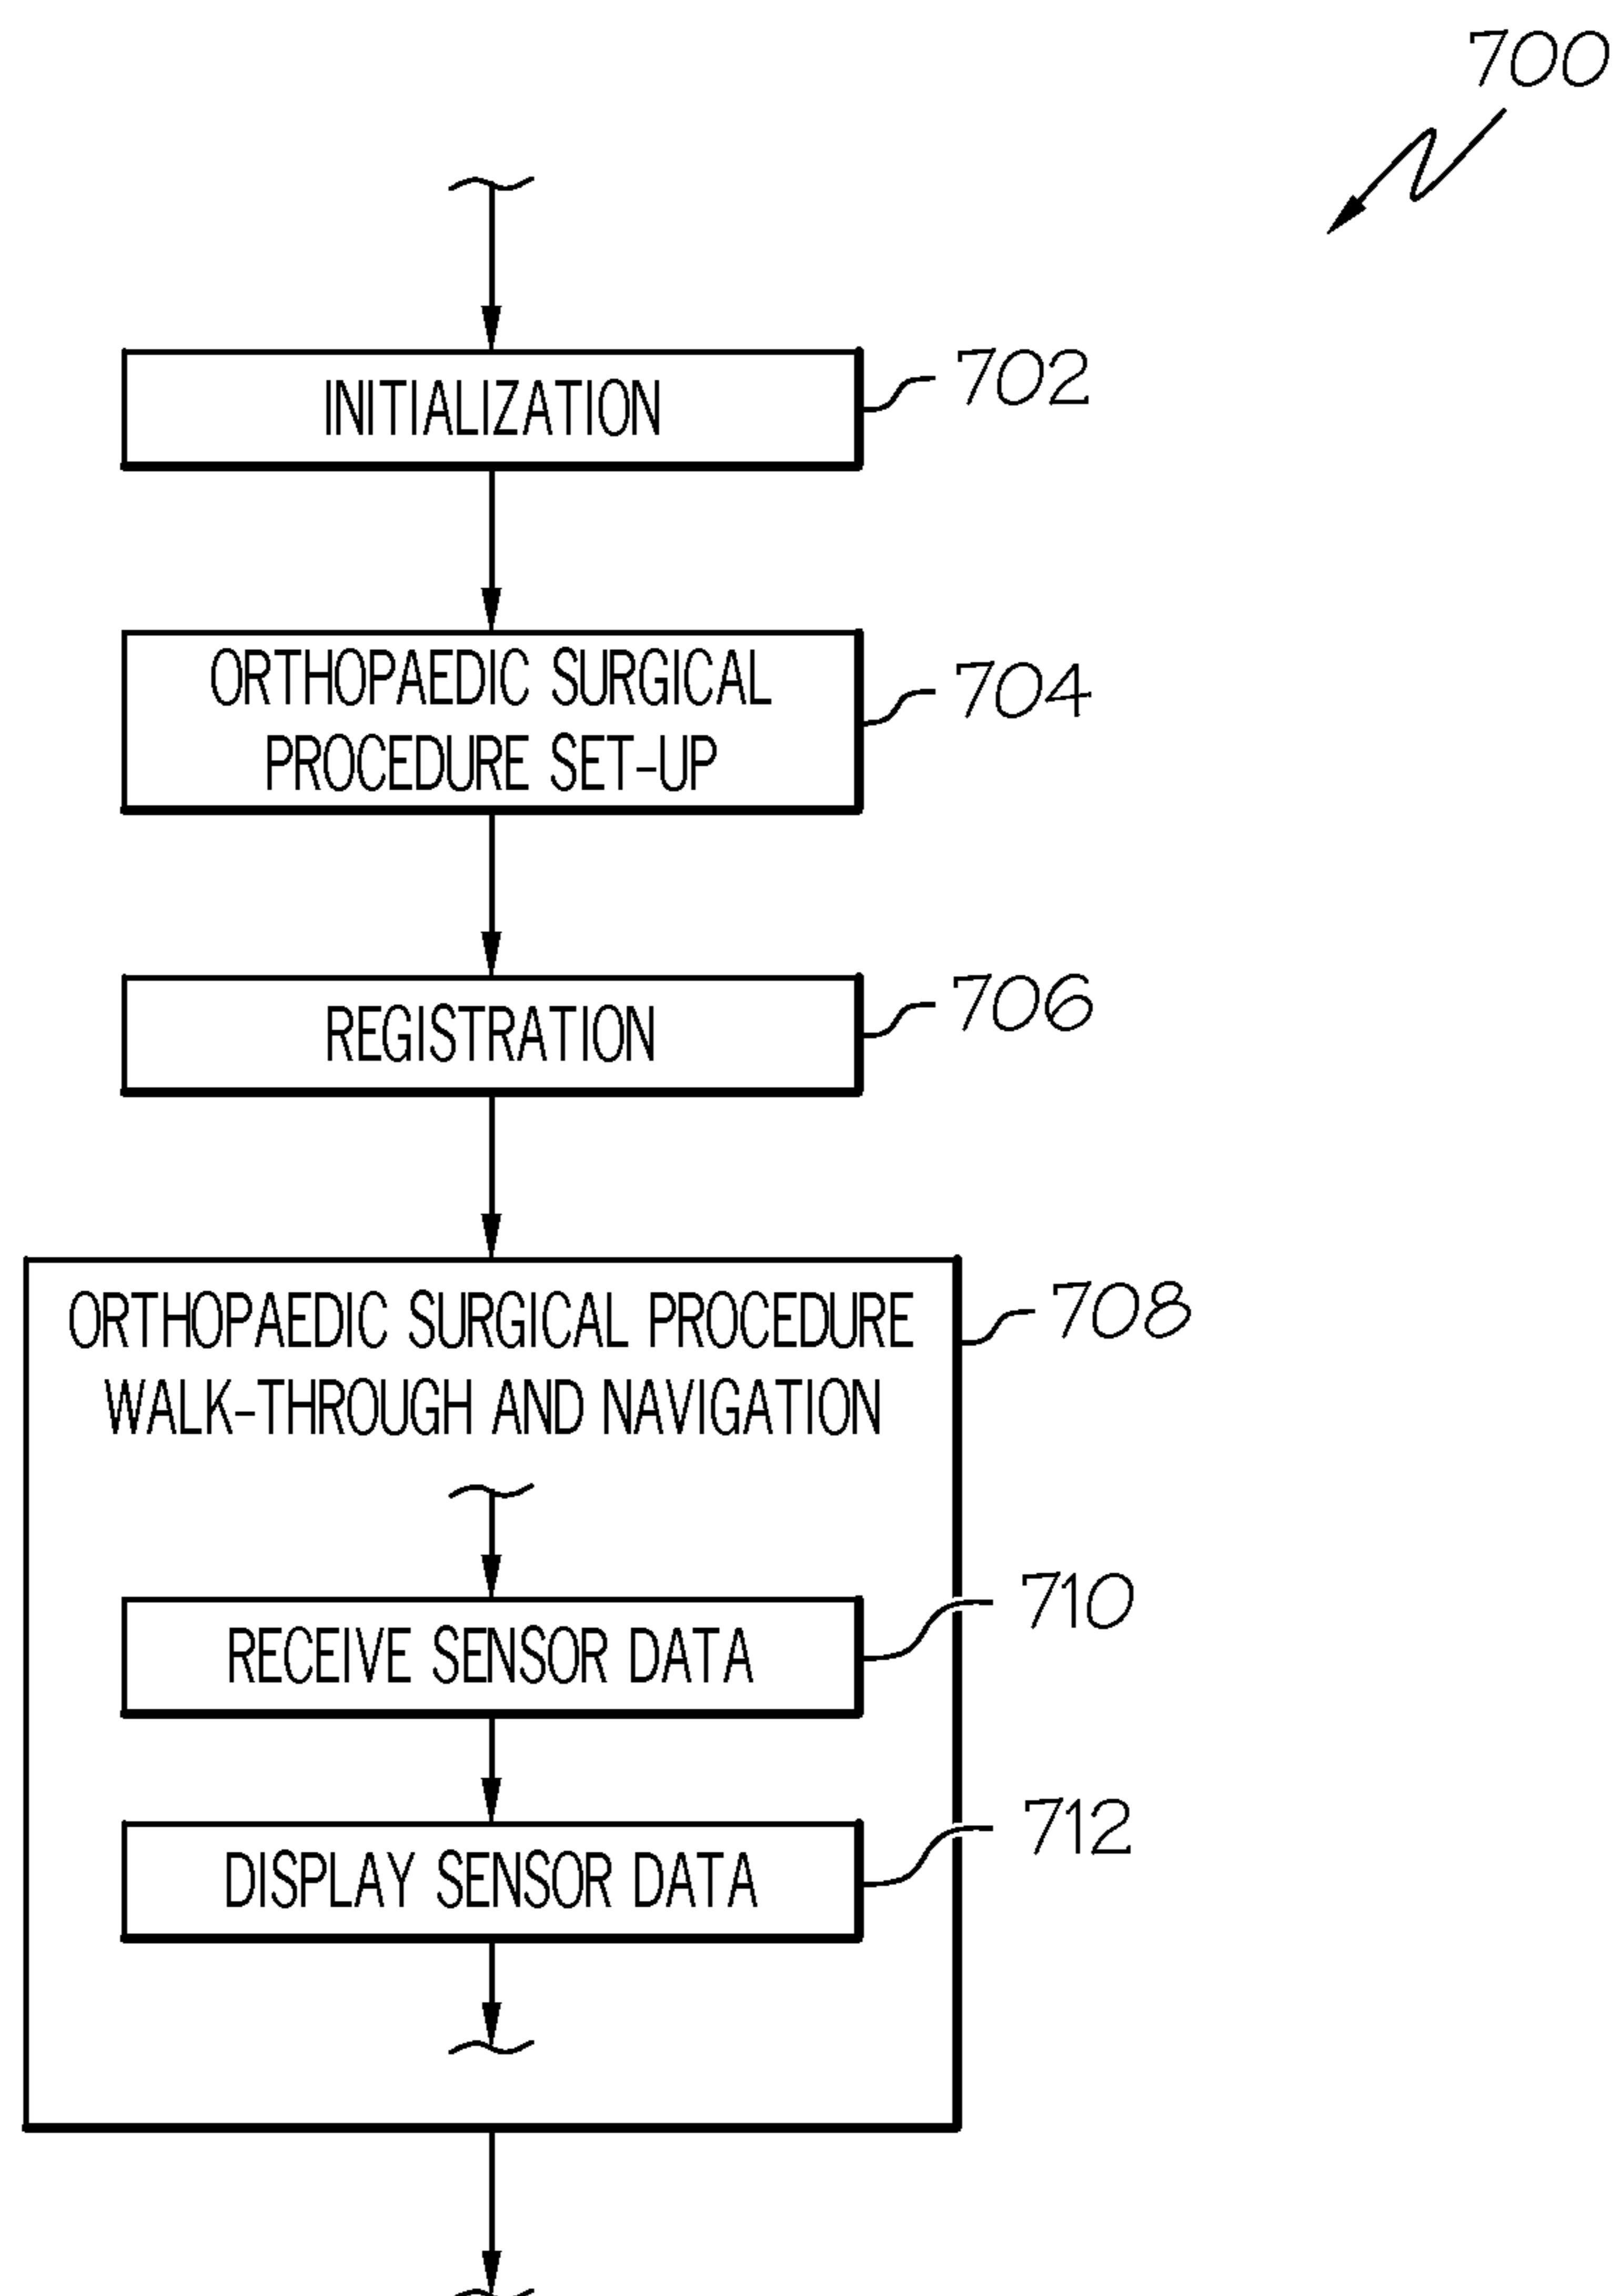 700
INITIALIZATION
702
ORTHOPAEDIC SURGICAL
PROCEDURE SET-UP
704
REGISTRATION
706
ORTHOPAEDIC SURGICAL PROCEDURE
WALK-THROUGH AND NAVIGATION
708
RECEIVE SENSOR DATA
710
DISPLAY SENSOR DATA
712